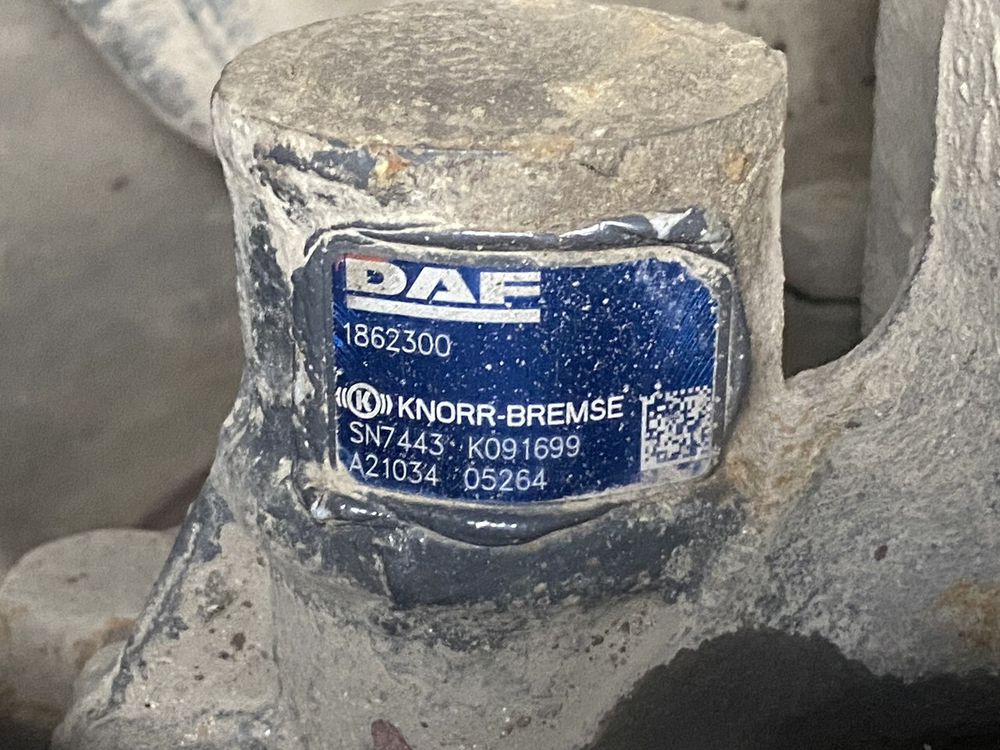 DAF
1862300
((K)) KNORR-BREMSE
SN7443 K091699
A21034 05264